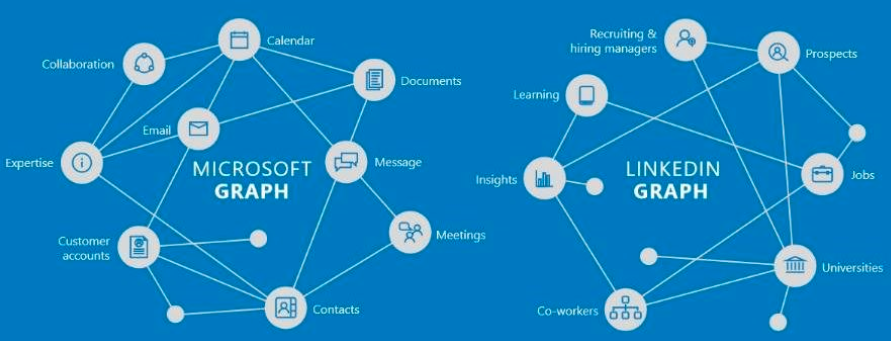 Calendar
Collaboration
Documents
Email
Expertise
MICROSOFT
GRAPH
Message
Customer
accounts
Meetings
Contacts
Recruiting &
hiring managers
Prospects
Learning
Insights
LINKEDIN
GRAPH
Jobs
Universities
Co-workers